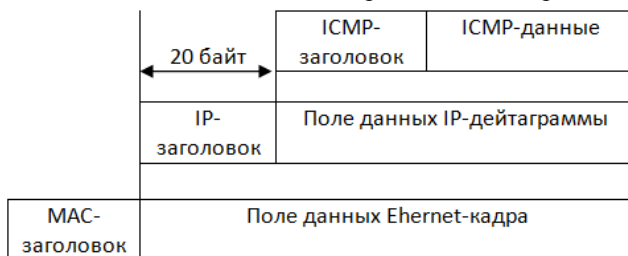 ICMP-
заголовок
ICMP-данные
20 байт
IP-
заголовок
Поле данных IP-дейтаграммы
MAC-
заголовок
Поле данных Ehernet-кадра